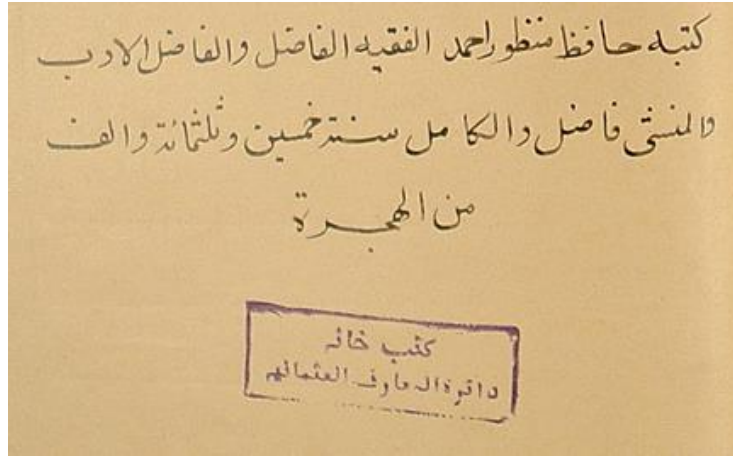 كتبه حافظ منظور احمد الفقيه الفاضل والفاضل الادب
والمنشى فاضل والكامل سنة خمسين وثلثمائة والف
من الهجرة
كتب خانه
دائرة المعارف العثمانيه